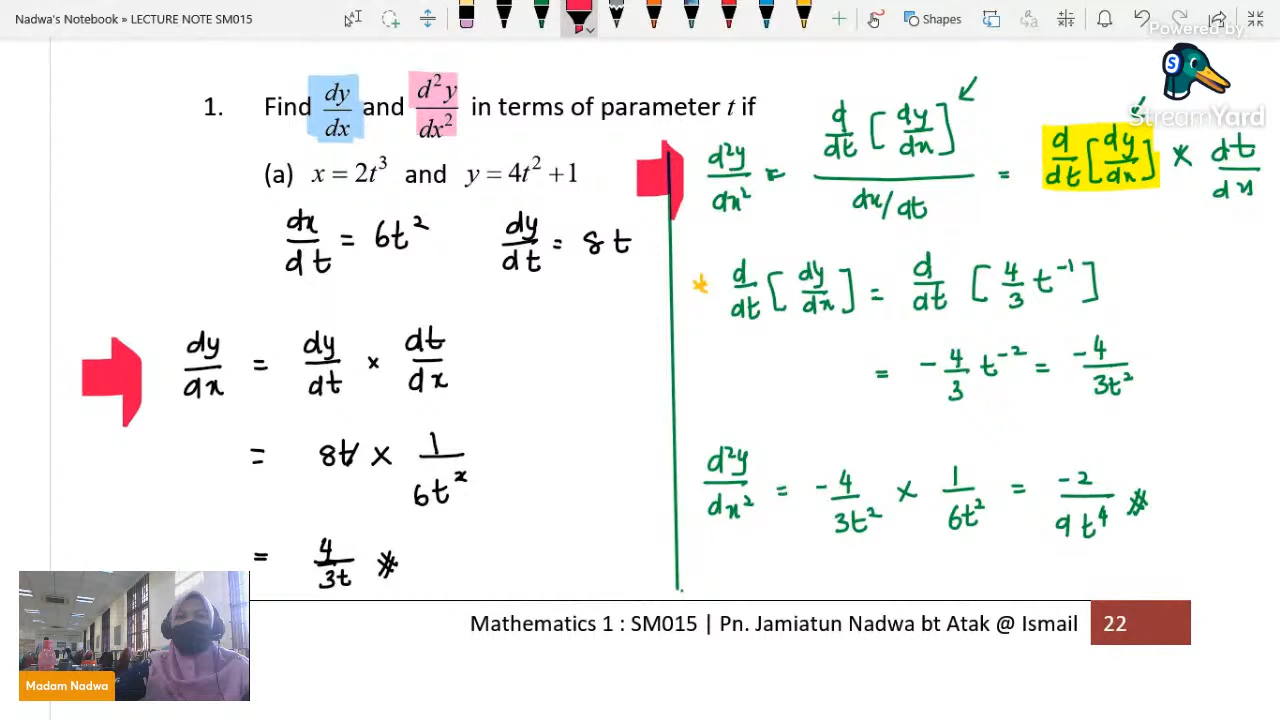 Nadwa's Notebook » LECTURE NOTE SM015
Shapes
Powered by
StreamYard
1. Find dy/dx and d²y/dx² in terms of parameter t if
(a) x = 2t³ and y = 4t² + 1
dx/dt = 6t² dy/dt = 8t
dy/dx = dy/dt × dt/dx
= 8t × 1/6t²
= 4/3t
d²y/dx² = d/dt [dy/dx] / dx/dt = d/dt [dy/dx] * dt/dx
* d/dt [dy/dx] = d/dt [4/3 t⁻¹]
= -4/3 t⁻² = -4/3t²
d²y/dx² = -4/3t² × 1/6t² = -2/9t⁴
Mathematics 1 : SM015 | Pn. Jamiatun Nadwa bt Atak @ Ismail 22
Madam Nadwa